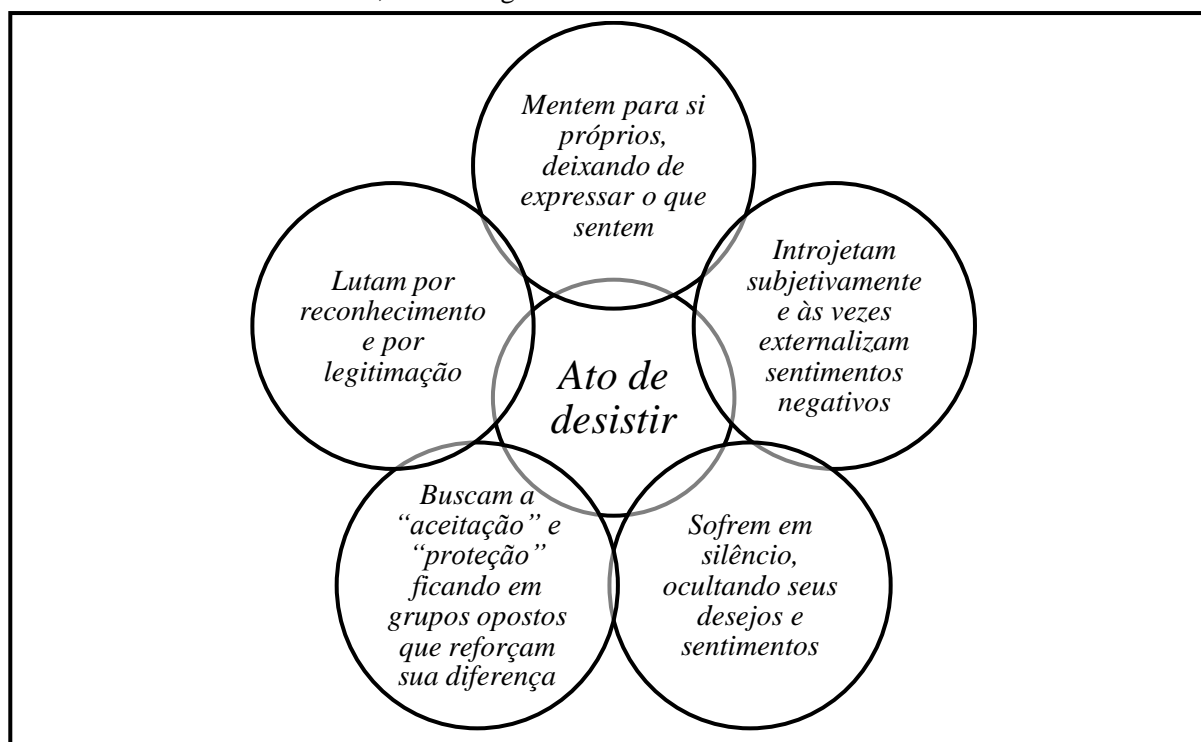 Mentem para si
próprios,
deixando de
expressar o que
sentem
Introjetam
subjetivamente
e às vezes
externalizam
sentimentos
negativos
Sofrem em
silêncio,
ocultando seus
desejos e
sentimentos
Buscam a
“aceitação” e
“proteção”
ficando em
grupos opostos
que reforçam
sua diferença
Lutam por
reconhecimento
e por
legitimação
Ato de
desistir